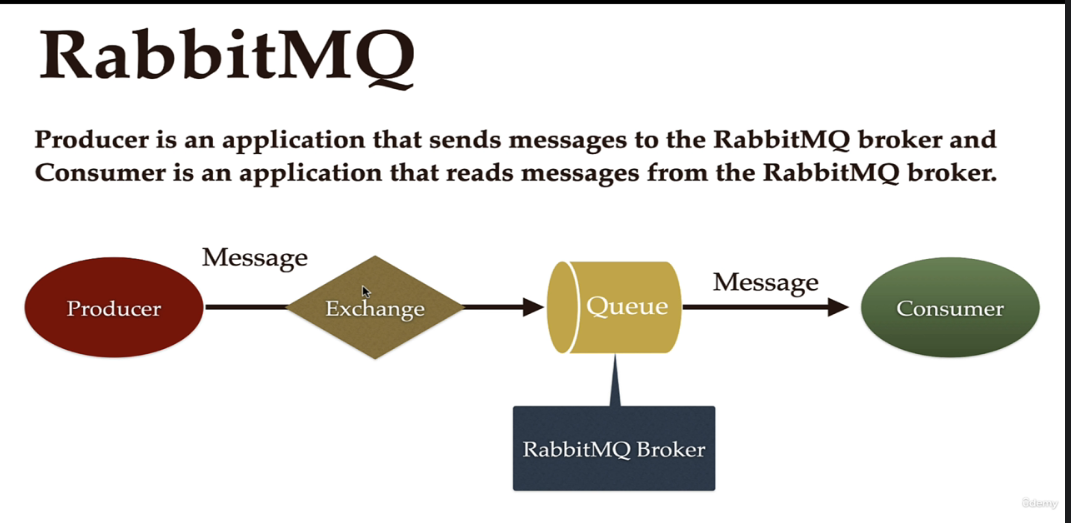 RabbitMQ
Producer is an application that sends messages to the RabbitMQ broker and
Consumer is an application that reads messages from the RabbitMQ broker.
Message
Message
Producer
Exchange
Queue
Consumer
RabbitMQ Broker
ûdemy